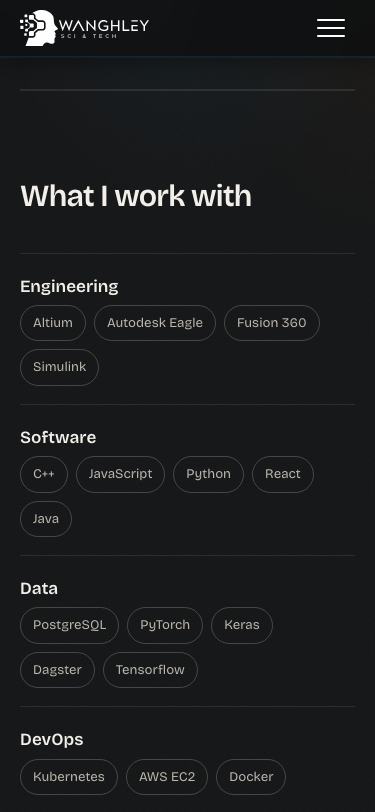 WANGHLEY
SCI & TECH
What I work with
Engineering
Altium Autodesk Eagle Fusion 360
Simulink
Software
C++ JavaScript Python React
Java
Data
PostgreSQL PyTorch Keras
Dagster Tensorflow
DevOps
Kubernetes AWS EC2 Docker